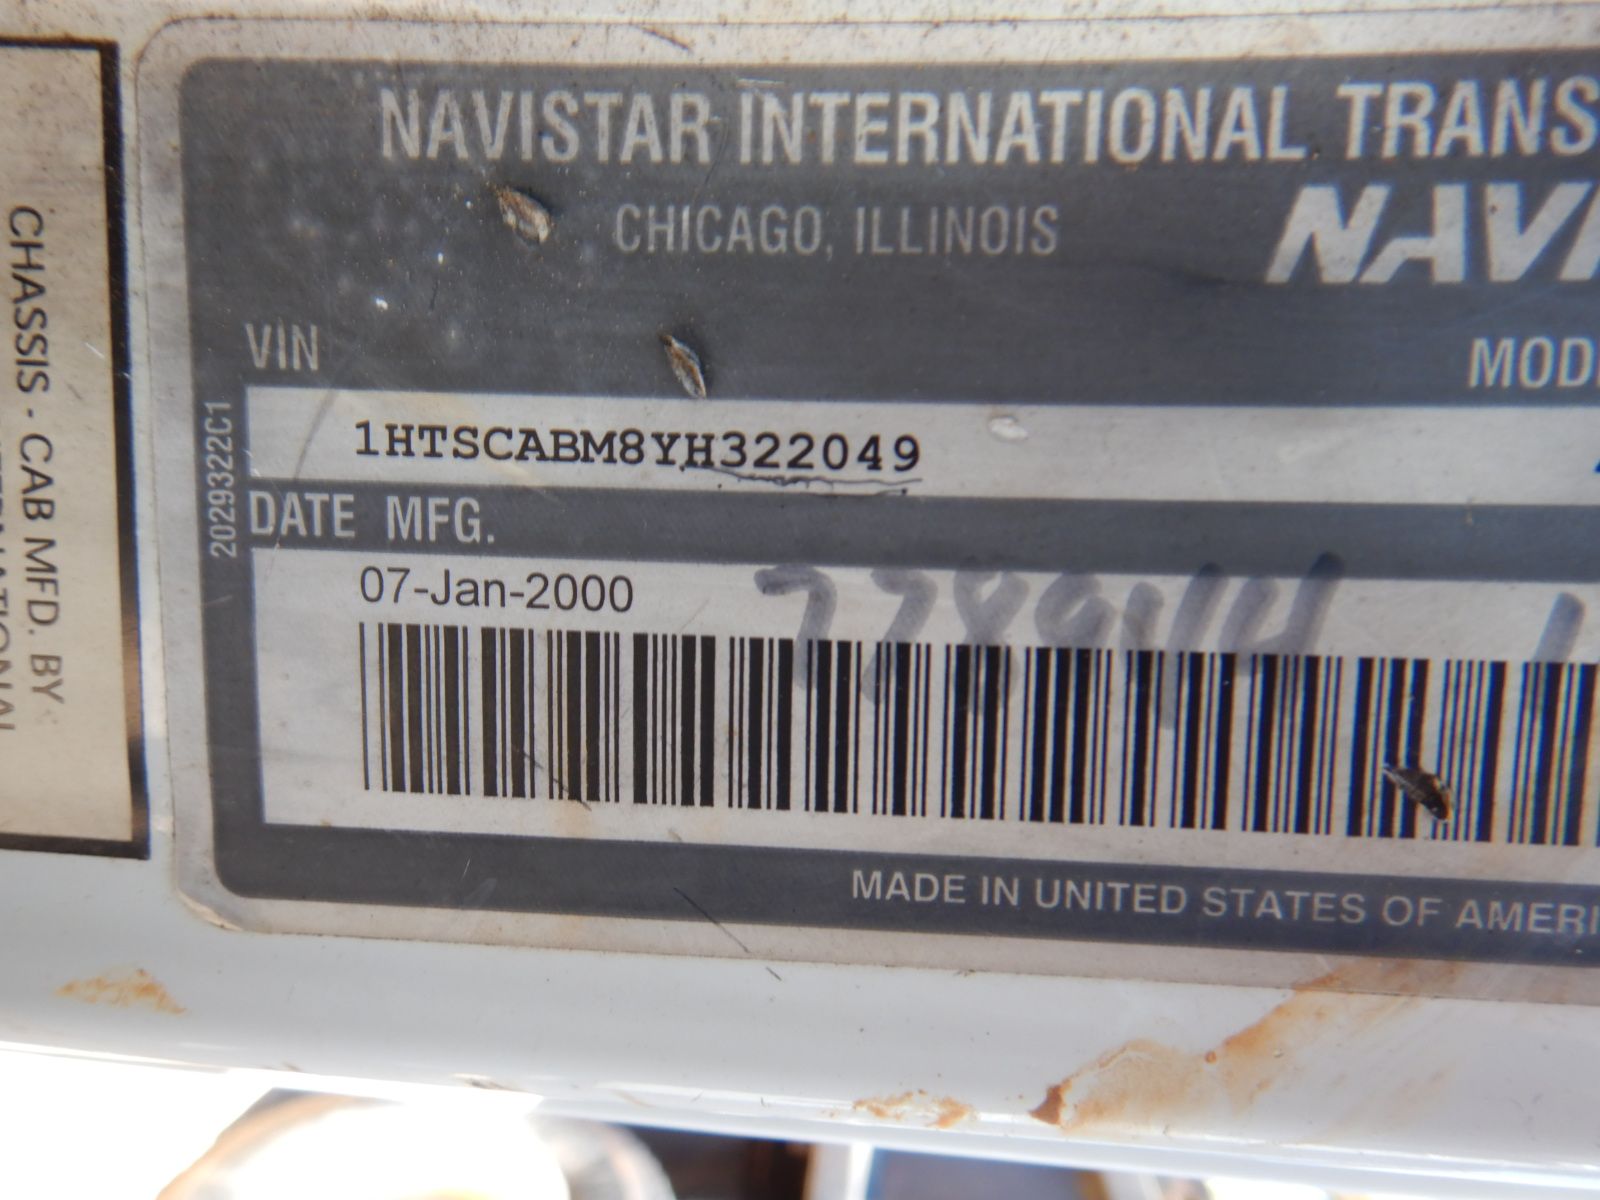 NAVISTAR INTERNATIONAL TRANS
CHICAGO, ILLINOIS
NAVI
VIN
MOD
1HTSCABM8YH322049
DATE MFG.
07-Jan-2000
MADE IN UNITED STATES OF AMERI
2029322C1
CHASSIS - CAB MFD. BY